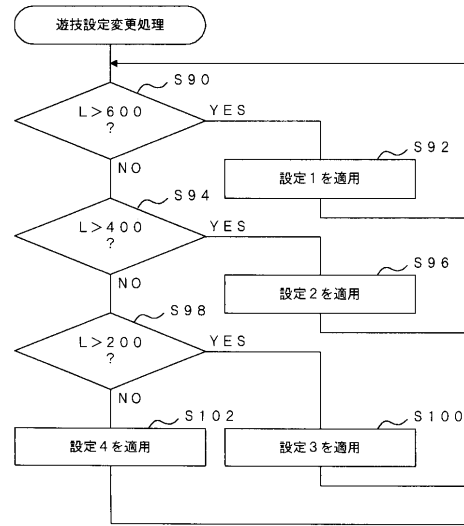 遊技設定変更処理
S90
L>600
?
YES
NO
S92
設定1を適用
S94
L>400
?
YES
NO
S96
設定2を適用
S98
L>200
?
YES
NO
S102
設定4を適用
S100
設定3を適用